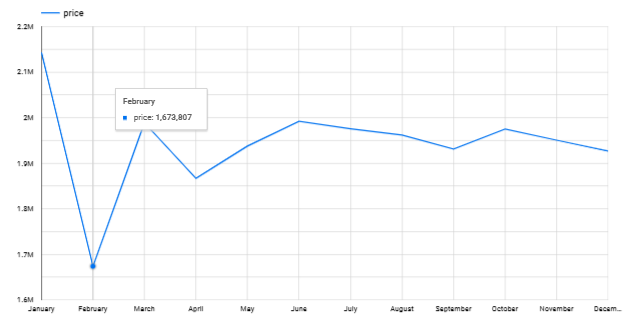 price
2.2M
2.1M
2M
1.9M
1.8M
1.7M
1.6M
February
price: 1,673,807
January February March April May June July August September October November Decem...